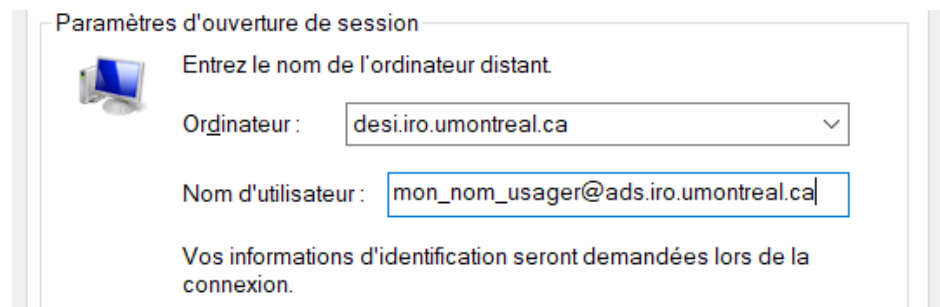 Paramètres d'ouverture de session
Entrez le nom de l'ordinateur distant.
Ordinateur : desi.iro.umontreal.ca
Nom d'utilisateur : mon_nom_usager@ads.iro.umontreal.ca
Vos informations d'identification seront demandées lors de la
connexion.